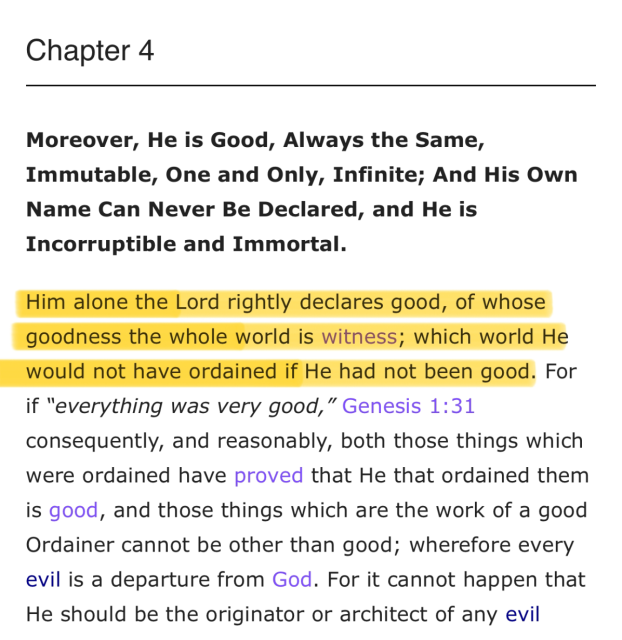 Chapter 4
Moreover, He is Good, Always the Same,
Immutable, One and Only, Infinite; And His Own
Name Can Never Be Declared, and He is
Incorruptible and Immortal.
Him alone the Lord rightly declares good, of whose
goodness the whole world is witness; which world He
would not have ordained if He had not been good. For
if “everything was very good,” Genesis 1:31
consequently, and reasonably, both those things which
were ordained have proved that He that ordained them
is good, and those things which are the work of a good
Ordainer cannot be other than good; wherefore every
evil is a departure from God. For it cannot happen that
He should be the originator or architect of any evil